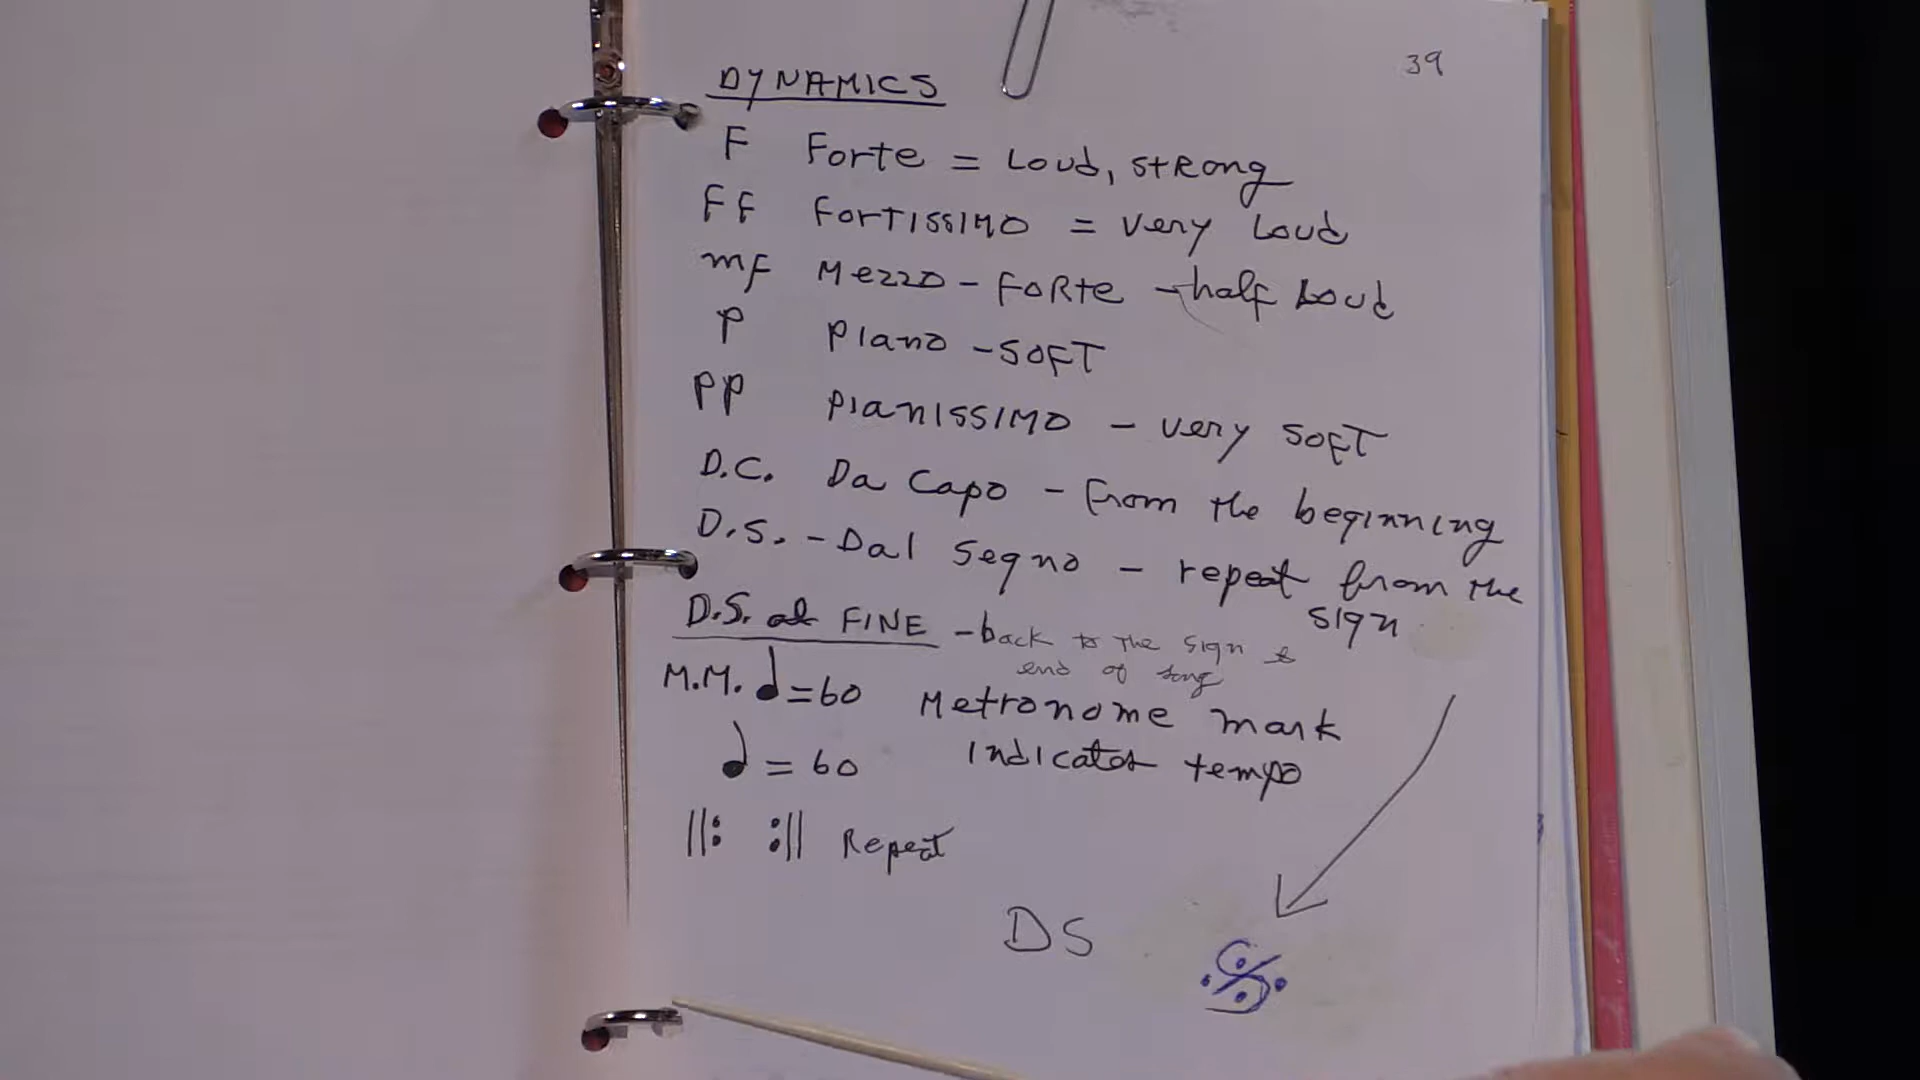 39
DYNAMICS
F Forte = Loud, strong
FF Fortissimo = very Loud
mf Mezzo-Forte - half Loud
P Piano - SOFT
PP Pianissimo - very SOFT
D.C. Da Capo - from the beginning
D.S. - Dal Segno - repeat from the
sign
D.S. al FINE - back to the sign &
end of song
M.M. ♩=60 Metronome mark
♩ = 60 indicates tempo
||: :|| Repeat
DS 𝄋